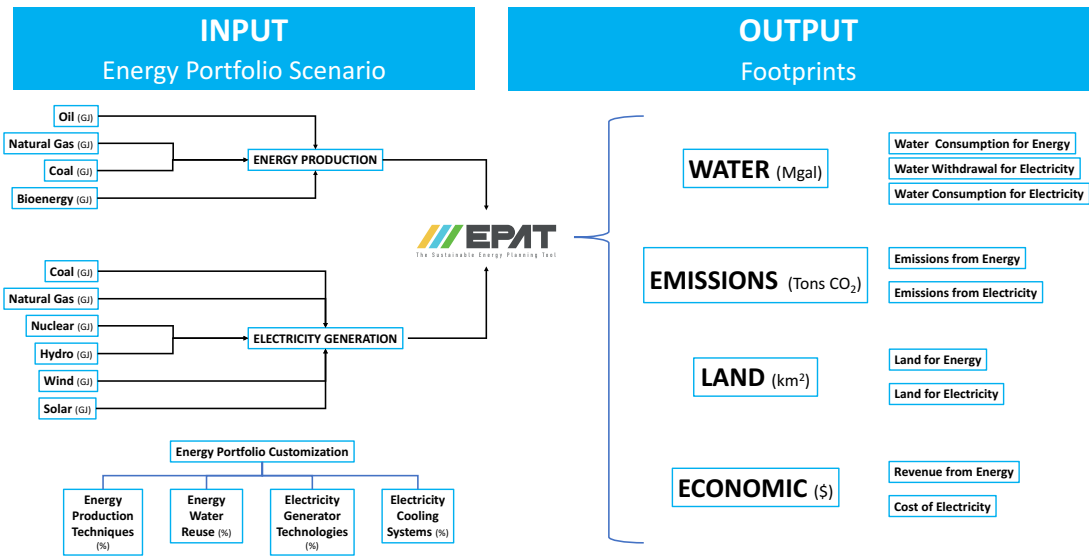 INPUT
Energy Portfolio Scenario
Oil (GJ)
Natural Gas (GJ)
Coal (GJ)
Bioenergy (GJ)
ENERGY PRODUCTION
Coal (GJ)
Natural Gas (GJ)
Nuclear (GJ)
Hydro (GJ)
Wind (GJ)
Solar (GJ)
ELECTRICITY GENERATION
EPAT
The Sustainable Energy Planning Tool
Energy Portfolio Customization
Energy
Production
Techniques
(%)
Energy
Water
Reuse (%)
Electricity
Generator
Technologies
(%)
Electricity
Cooling
Systems (%)
OUTPUT
Footprints
WATER (Mgal)
Water  Consumption for Energy
Water Withdrawal for Electricity
Water Consumption for Electricity
EMISSIONS (Tons CO₂)
Emissions from Energy
Emissions from Electricity
LAND (km²)
Land for Energy
Land for Electricity
ECONOMIC ($)
Revenue from Energy
Cost of Electricity